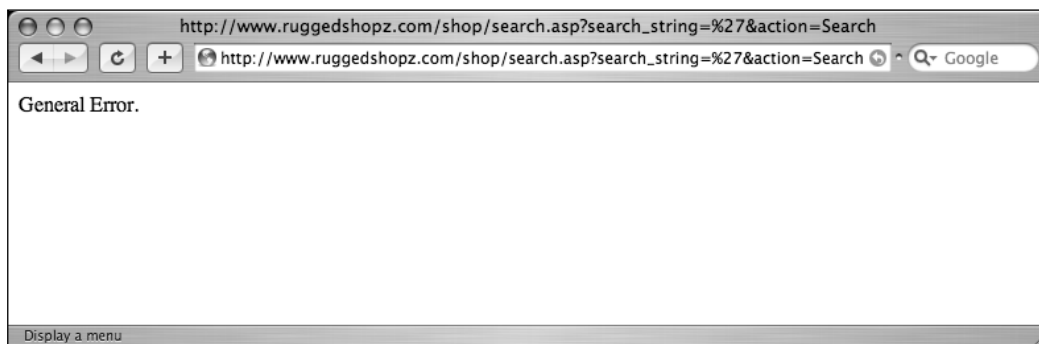 http://www.ruggedshopz.com/shop/search.asp?search_string=%27&action=Search
http://www.ruggedshopz.com/shop/search.asp?search_string=%27&action=Search
Google
General Error.
Display a menu